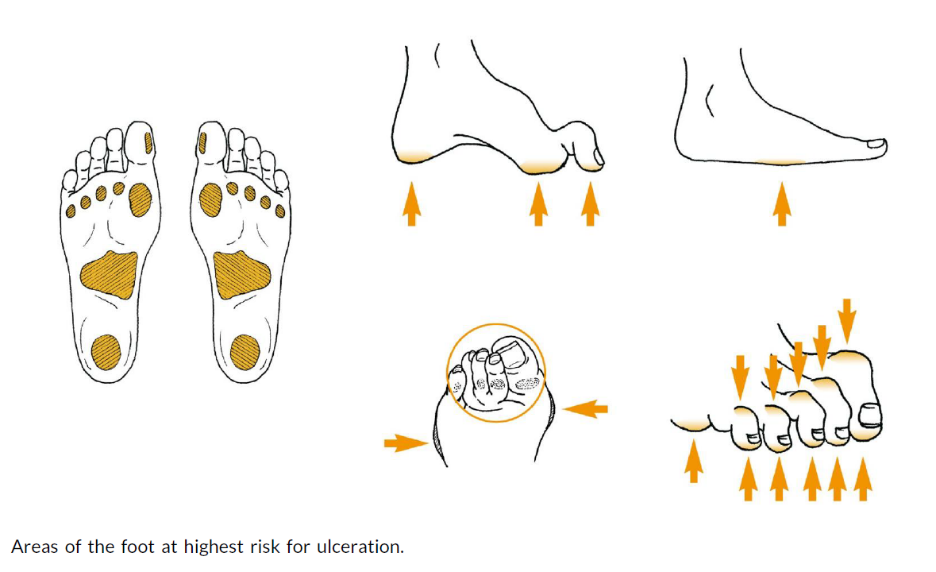 Areas of the foot at highest risk for ulceration.